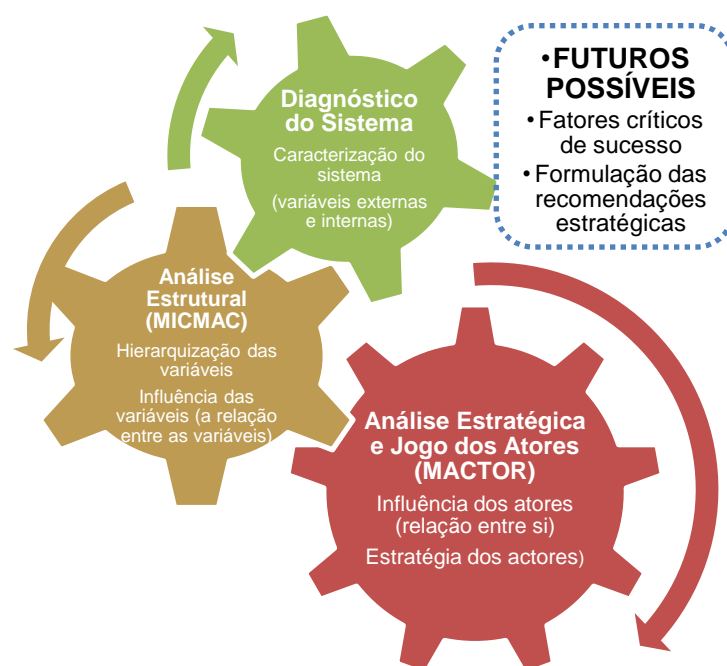 Diagnóstico
do Sistema
Caracterização do
sistema
(variáveis externas
e internas)
•FUTUROS
POSSÍVEIS
•Fatores críticos
de sucesso
•Formulação das
recomendações
estratégicas
Análise
Estrutural
(MICMAC)
Hierarquização das
variáveis
Influência das
variáveis (a relação
entre as variáveis)
Análise Estratégica
e Jogo dos Atores
(MACTOR)
Influência dos atores
(relação entre si)
Estratégia dos actores)